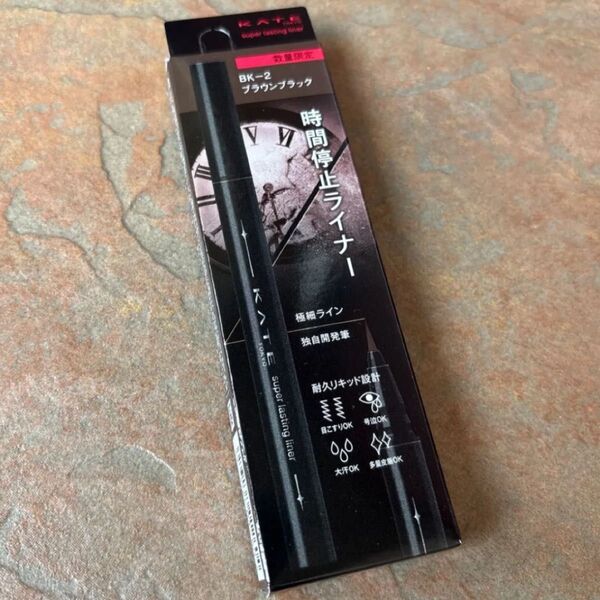 KATE
TOKYO
super lasting liner
数量限定
BK-2
ブラウンブラック
時間停止ライナー
極細ライン
独自開発筆
耐久リキッド設計
目こすりOK
号泣OK
大汗OK
多量皮脂OK
KATE
TOKYO
super lasting liner